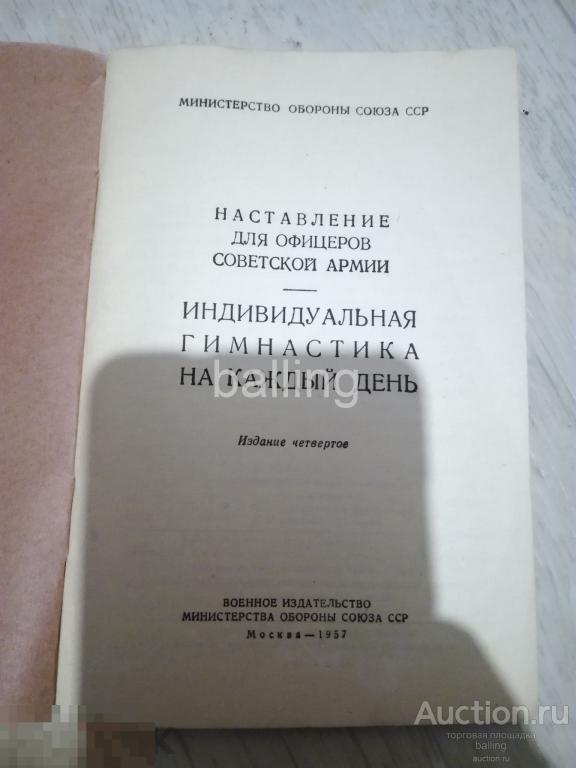 МИНИСТЕРСТВО ОБОРОНЫ СОЮЗА ССР
НАСТАВЛЕНИЕ
ДЛЯ ОФИЦЕРОВ
СОВЕТСКОЙ АРМИИ
ИНДИВИДУАЛЬНАЯ
ГИМНАСТИКА
НА КАЖДЫЙ ДЕНЬ
balling
Издание четвертое
ВОЕННОЕ ИЗДАТЕЛЬСТВО
МИНИСТЕРСТВА ОБОРОНЫ СОЮЗА ССР
Москва — 1957
Auction.ru
торговая площадка
balling
auction.ru